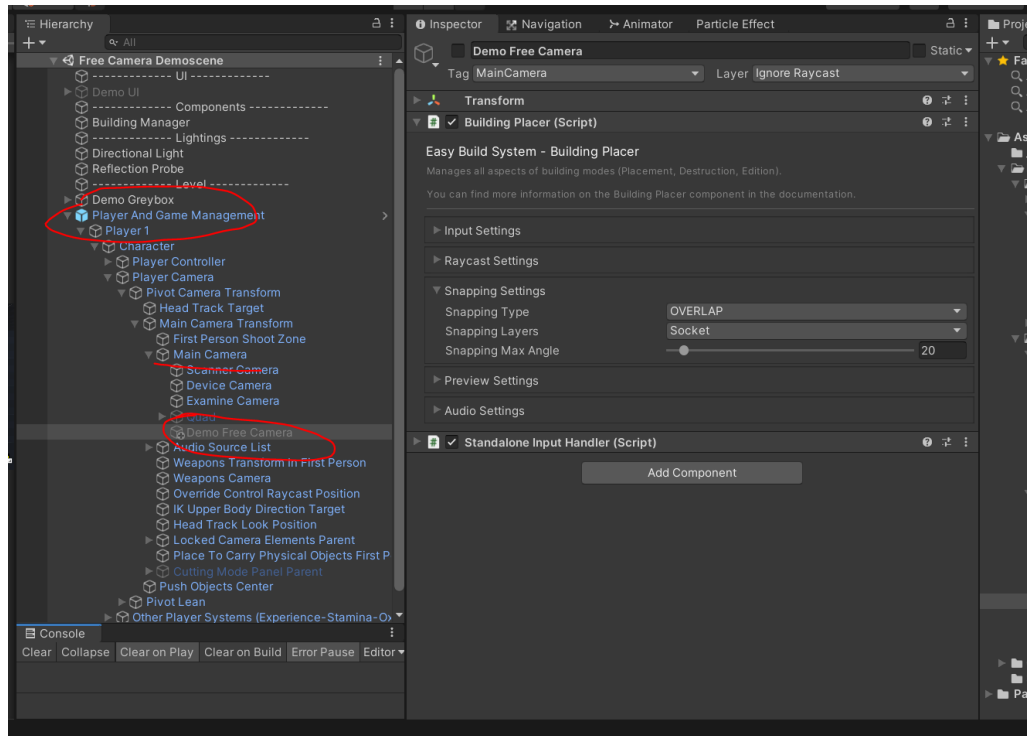 Hierarchy
All
Free Camera Demoscene
------------- UI -------------
Demo UI
------------- Components -------------
Building Manager
------------- Lightings -------------
Directional Light
Reflection Probe
------------- Level -------------
Demo Greybox
Player And Game Management
Player 1
Character
Player Controller
Player Camera
Pivot Camera Transform
Head Track Target
Main Camera Transform
First Person Shoot Zone
Main Camera
Scanner Camera
Device Camera
Examine Camera
Quad
Demo Free Camera
Audio Source List
Weapons Transform In First Person
Weapons Camera
Override Control Raycast Position
IK Upper Body Direction Target
Head Track Look Position
Locked Camera Elements Parent
Place To Carry Physical Objects First P
Cutting Mode Panel Parent
Push Objects Center
Pivot Lean
Other Player Systems (Experience-Stamina-Ox
Console
Clear Collapse Clear on Play Clear on Build Error Pause Editor
Inspector Navigation Animator Particle Effect
Demo Free Camera Static
Tag MainCamera Layer Ignore Raycast
Transform
Building Placer (Script)
Easy Build System - Building Placer
Manages all aspects of building modes (Placement, Destruction, Edition).
You can find more information on the Building Placer component in the documentation.
Input Settings
Raycast Settings
Snapping Settings
Snapping Type OVERLAP
Snapping Layers Socket
Snapping Max Angle 20
Preview Settings
Audio Settings
Standalone Input Handler (Script)
Add Component
Proje
Fa
As
Pa